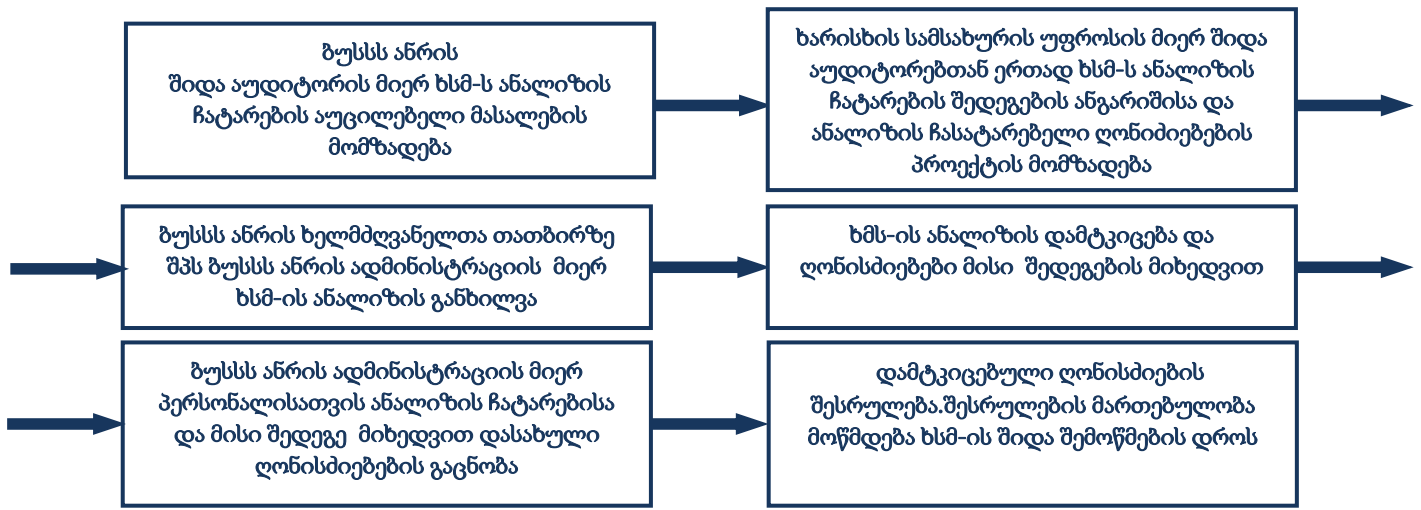 ბუსსს ანრის
შიდა აუდიტორის მიერ ხსმ-ს ანალიზის
ჩატარების აუცილებელი მასალების
მომზადება
ხარისხის სამსახურის უფროსის მიერ შიდა
აუდიტორებთან ერთად ხსმ-ს ანალიზის
ჩატარების შედეგების ანგარიშისა და
ანალიზის ჩასატარებელი ღონიძიებების
პროექტის მომზადება
ბუსსს ანრის ხელმძღვანელთა თათბირზე
შპს ბუსსს ანრის ადმინისტრაციის  მიერ
ხსმ-ის ანალიზის განხილვა
ხმს-ის ანალიზის დამტკიცება და
ღონისძიებები მისი  შედეგების მიხედვით
ბუსსს ანრის ადმინისტრაციის მიერ
პერსონალისათვის ანალიზის ჩატარებისა
და მისი შედეგე  მიხედვით დასახული
ღონისძიებების გაცნობა
დამტკიცებული ღონისძიების
შესრულება.შესრულების მართებულობა
მოწმდება ხსმ-ის შიდა შემოწმების დროს